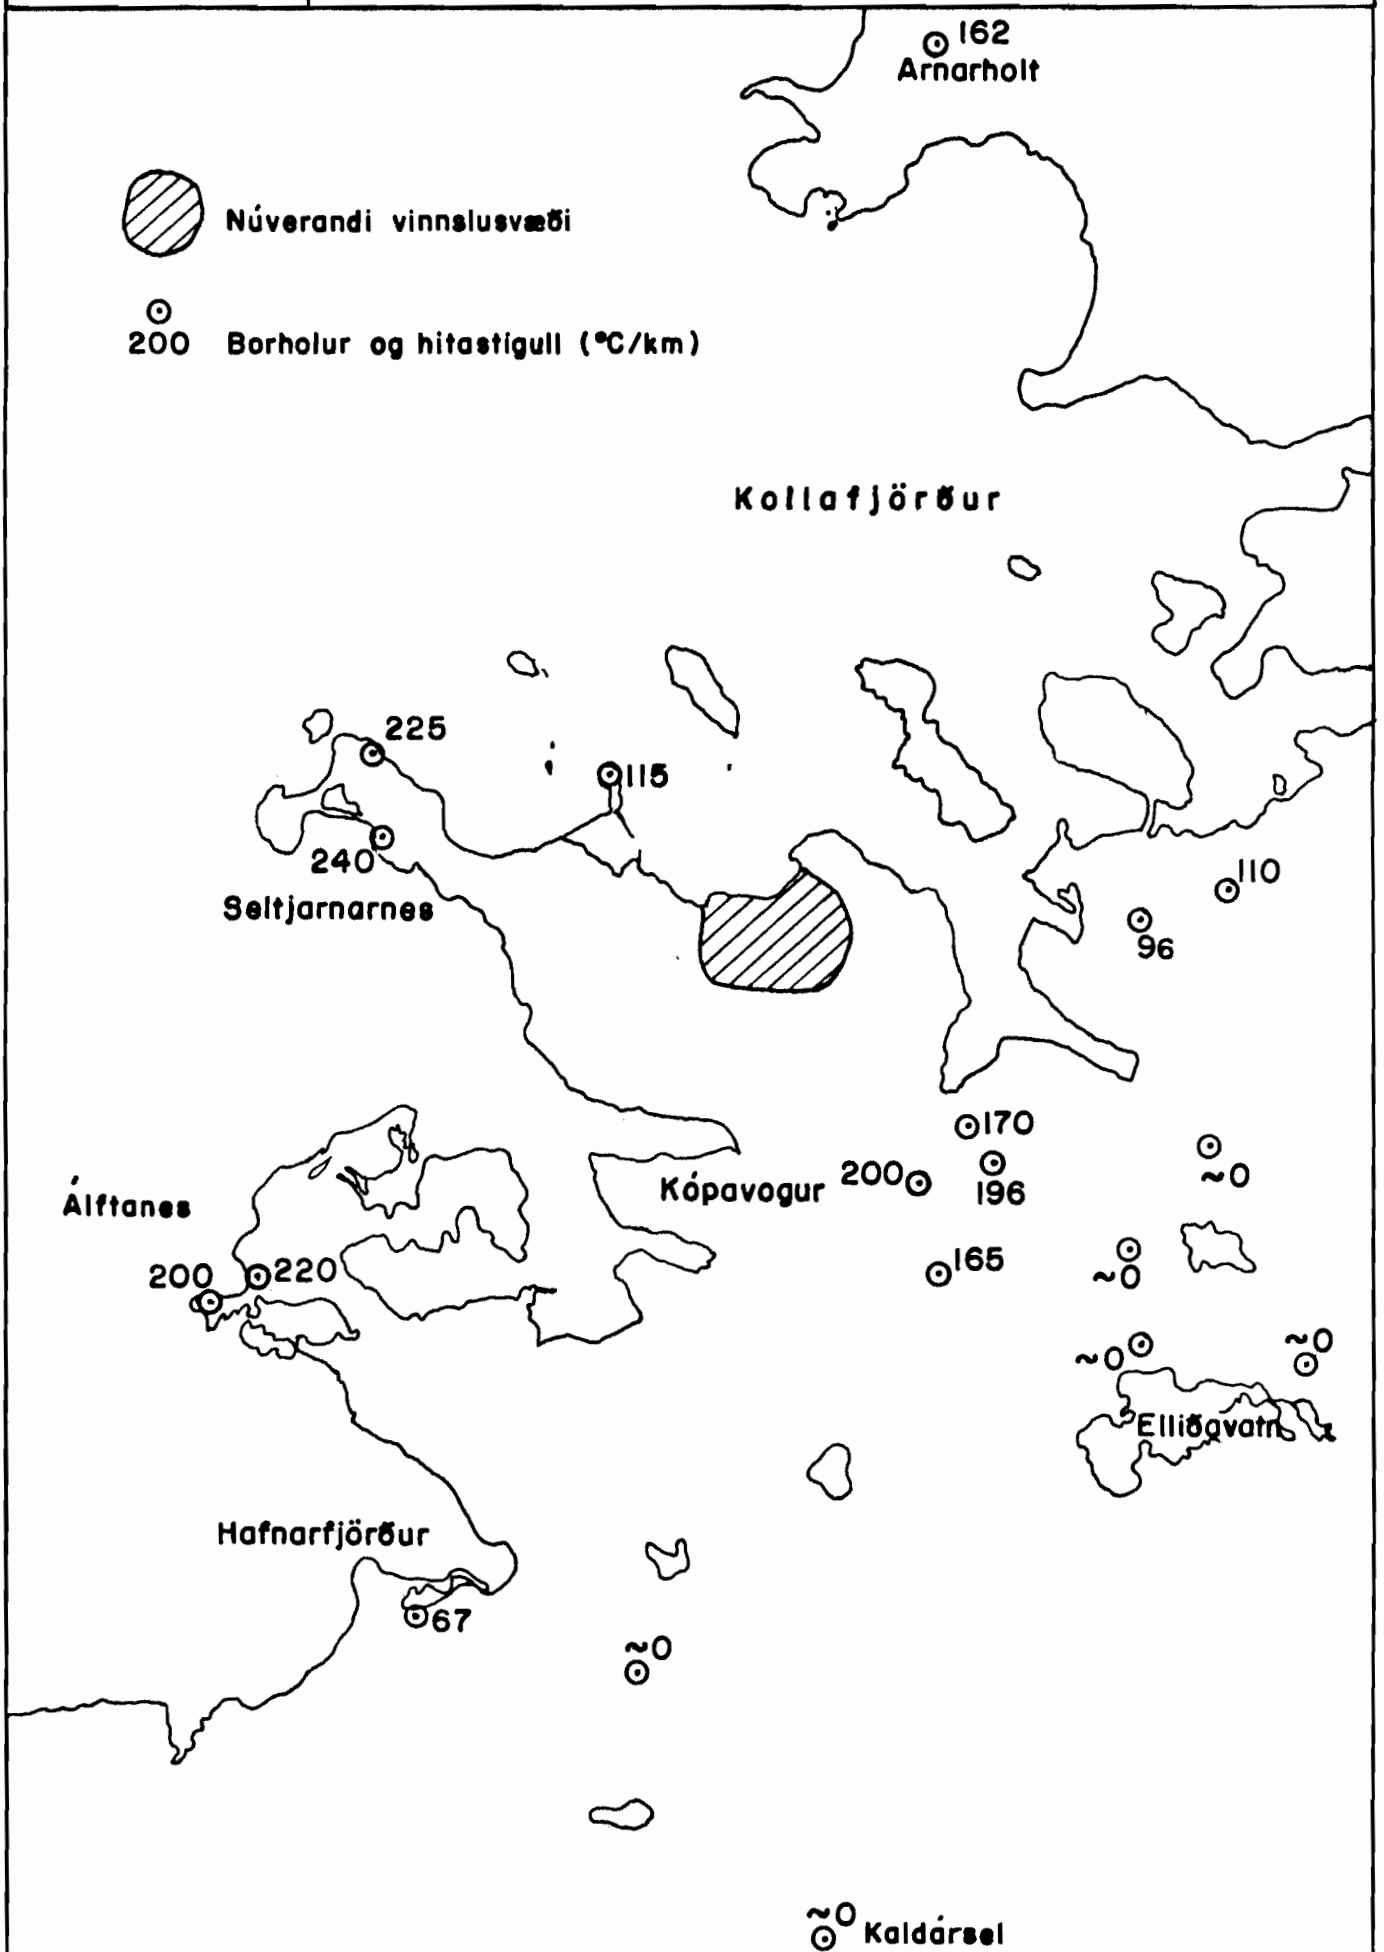 162
Arnarholt
Núverandi vinnslusvæði
200 Borholur og hitastigull (°C/km)
Kollafjörður
225
115
240
Seltjarnarnes
110
96
170
~0
200
196
Kópavogur
Álftanes
165
~0
200
220
~0
~0
Elliðavatn
Hafnarfjörður
67
~0
~0
Kaldársel